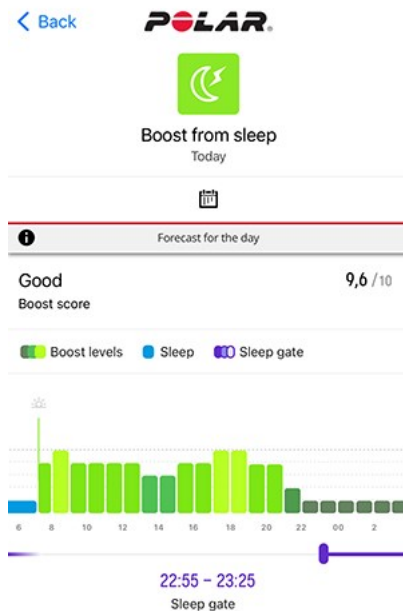 Back
POLAR.
Boost from sleep
Today
Forecast for the day
Good
9,6 /10
Boost score
Boost levels
Sleep
Sleep gate
6 8 10 12 14 16 18 20 22 00 2
22:55 – 23:25
Sleep gate